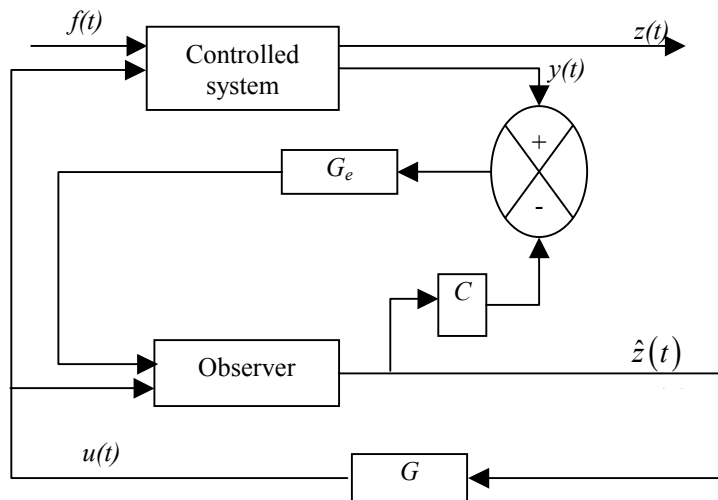 f(t)
z(t)
Controlled
system
y(t)
+
G_e
-
C
ẑ(t)
Observer
u(t)
G